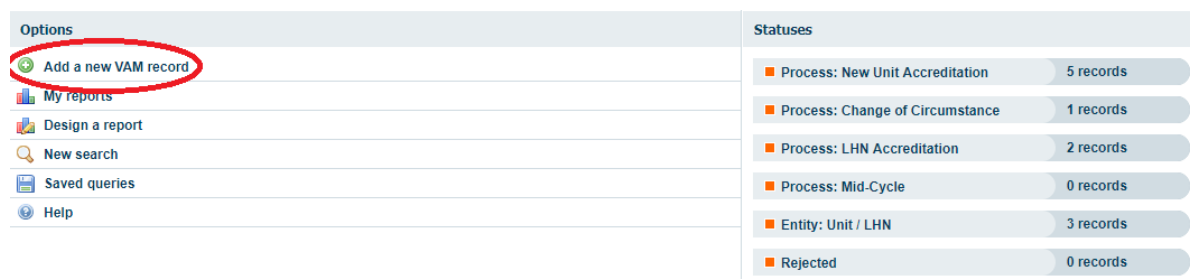 Options
Add a new VAM record
My reports
Design a report
New search
Saved queries
Help
Statuses
Process: New Unit Accreditation 5 records
Process: Change of Circumstance 1 records
Process: LHN Accreditation 2 records
Process: Mid-Cycle 0 records
Entity: Unit / LHN 3 records
Rejected 0 records